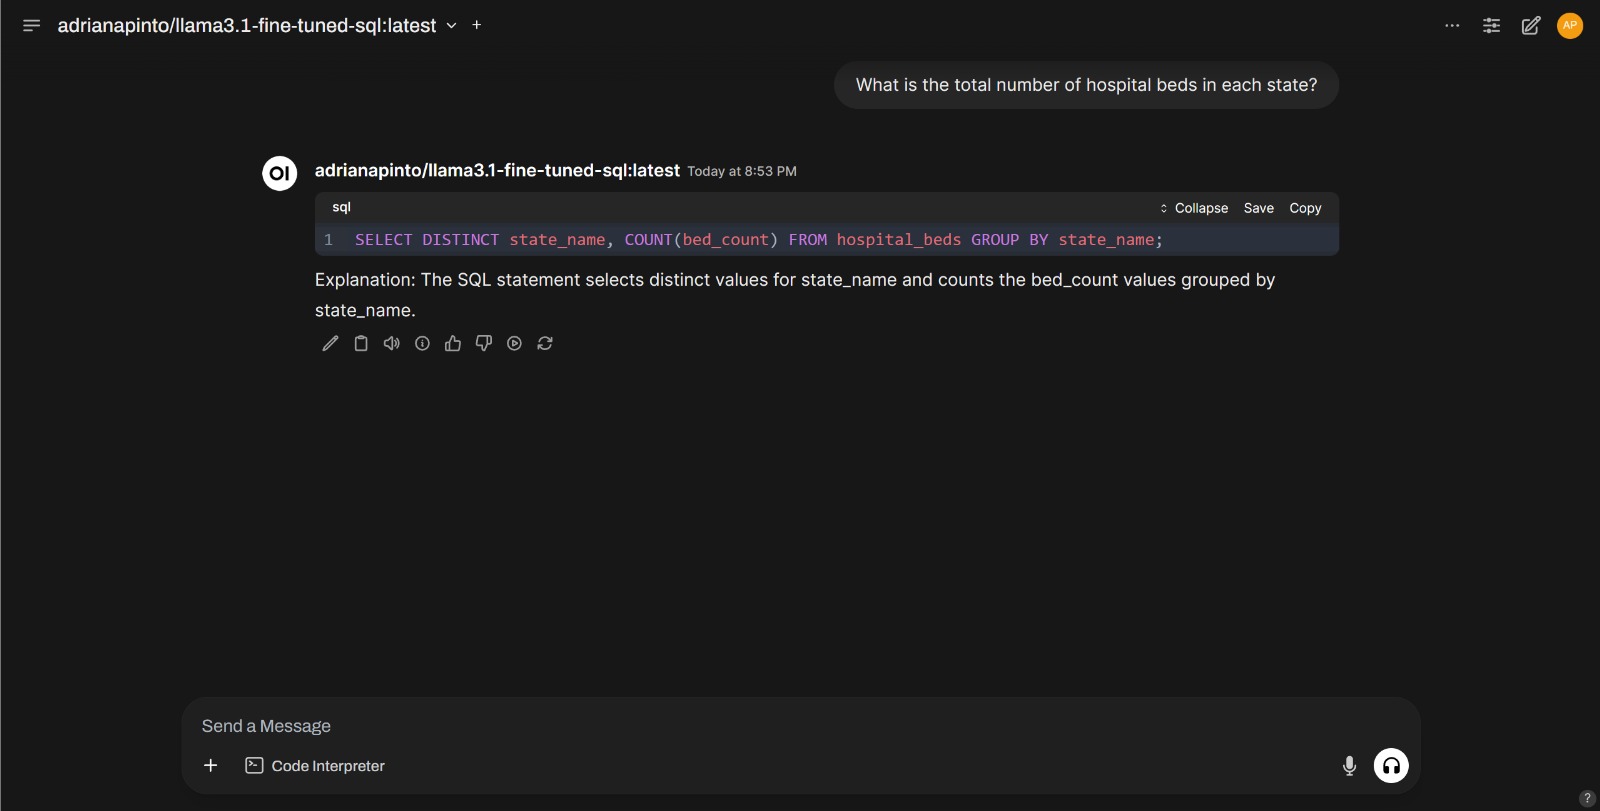 adrianapinto/llama3.1-fine-tuned-sql:latest
AP
What is the total number of hospital beds in each state?
OI
adrianapinto/llama3.1-fine-tuned-sql:latest Today at 8:53 PM
sql Collapse Save Copy
1 SELECT DISTINCT state_name, COUNT(bed_count) FROM hospital_beds GROUP BY state_name;
Explanation: The SQL statement selects distinct values for state_name and counts the bed_count values grouped by
state_name.
Send a Message
Code Interpreter
?